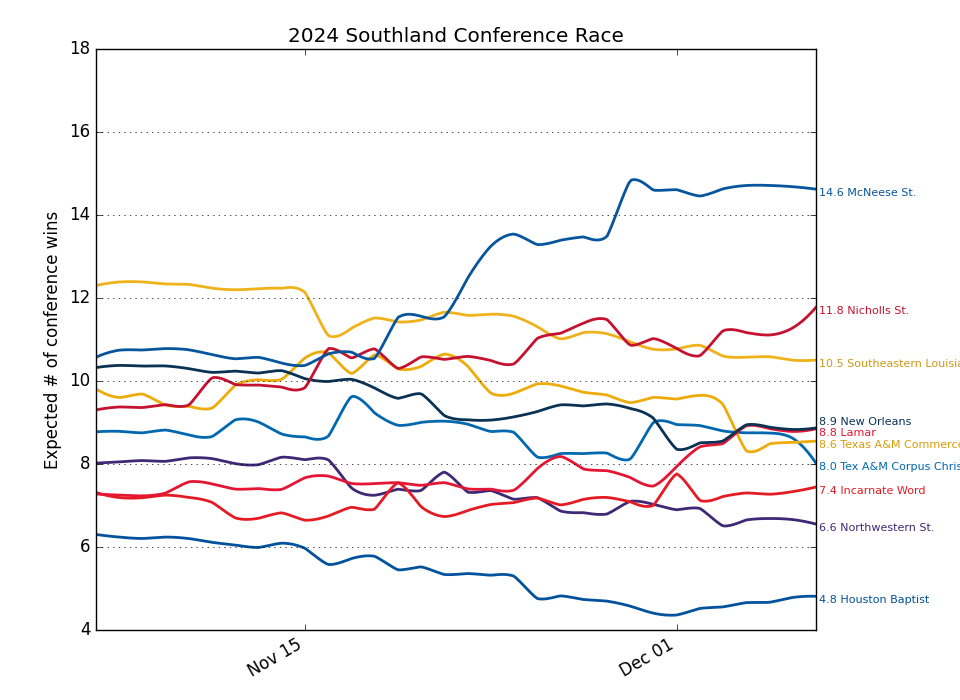 2024 Southland Conference Race
Expected # of conference wins
18
16
14
12
10
8
6
4
Nov 15
Dec 01
14.6 McNeese St.
11.8 Nicholls St.
10.5 Southeastern Louisia
8.9 New Orleans
8.8 Lamar
8.6 Texas A&M Commerce
8.0 Tex A&M Corpus Chris
7.4 Incarnate Word
6.6 Northwestern St.
4.8 Houston Baptist